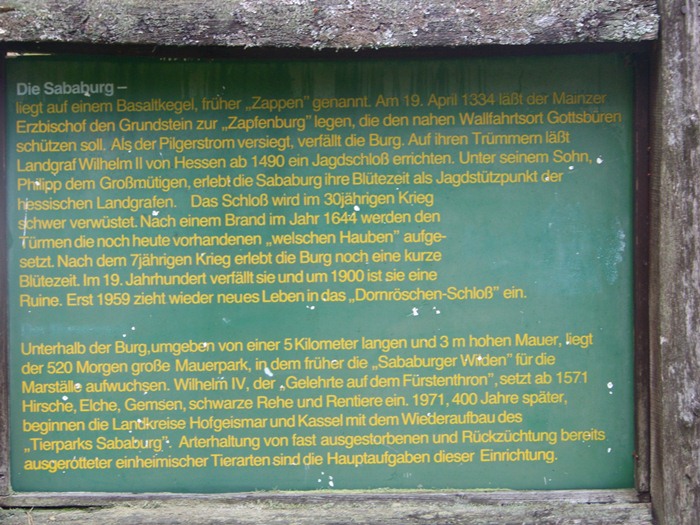 Die Sababurg –
liegt auf einem Basaltkegel, früher „Zappen" genannt. Am 19. April 1334 läßt der Mainzer
Erzbischof den Grundstein zur „Zapfenburg" legen, die den nahen Wallfahrtsort Gottsbüren
schützen soll. Als der Pilgerstrom versiegt, verfällt die Burg. Auf ihren Trümmern läßt
Landgraf Wilhelm II von Hessen ab 1490 ein Jagdschloß errichten. Unter seinem Sohn,
Philipp dem Großmütigen, erlebt die Sababurg ihre Blütezeit als Jagdstützpunkt der
hessischen Landgrafen. Das Schloß wird im 30jährigen Krieg
schwer verwüstet. Nach einem Brand im Jahr 1644 werden den
Türmen die noch heute vorhandenen „welschen Hauben" aufge-
setzt. Nach dem 7jährigen Krieg erlebt die Burg noch eine kurze
Blütezeit. Im 19. Jahrhundert verfällt sie und um 1900 ist sie eine
Ruine. Erst 1959 zieht wieder neues Leben in das „Dornröschen-Schloß" ein.
Unterhalb der Burg, umgeben von einer 5 Kilometer langen und 3 m hohen Mauer, liegt
der 520 Morgen große Mauerpark, in dem früher die „Sababurger Wilden" für die
Marställe aufwuchsen. Wilhelm IV, der „Gelehrte auf dem Fürstenthron", setzt ab 1571
Hirsche, Elche, Gemsen, schwarze Rehe und Rentiere ein. 1971, 400 Jahre später,
beginnen die Landkreise Hofgeismar und Kassel mit dem Wiederaufbau des
„Tierparks Sababurg". Arterhaltung von fast ausgestorbenen und Rückzüchtung bereits
ausgerotteter einheimischer Tierarten sind die Hauptaufgaben dieser Einrichtung.